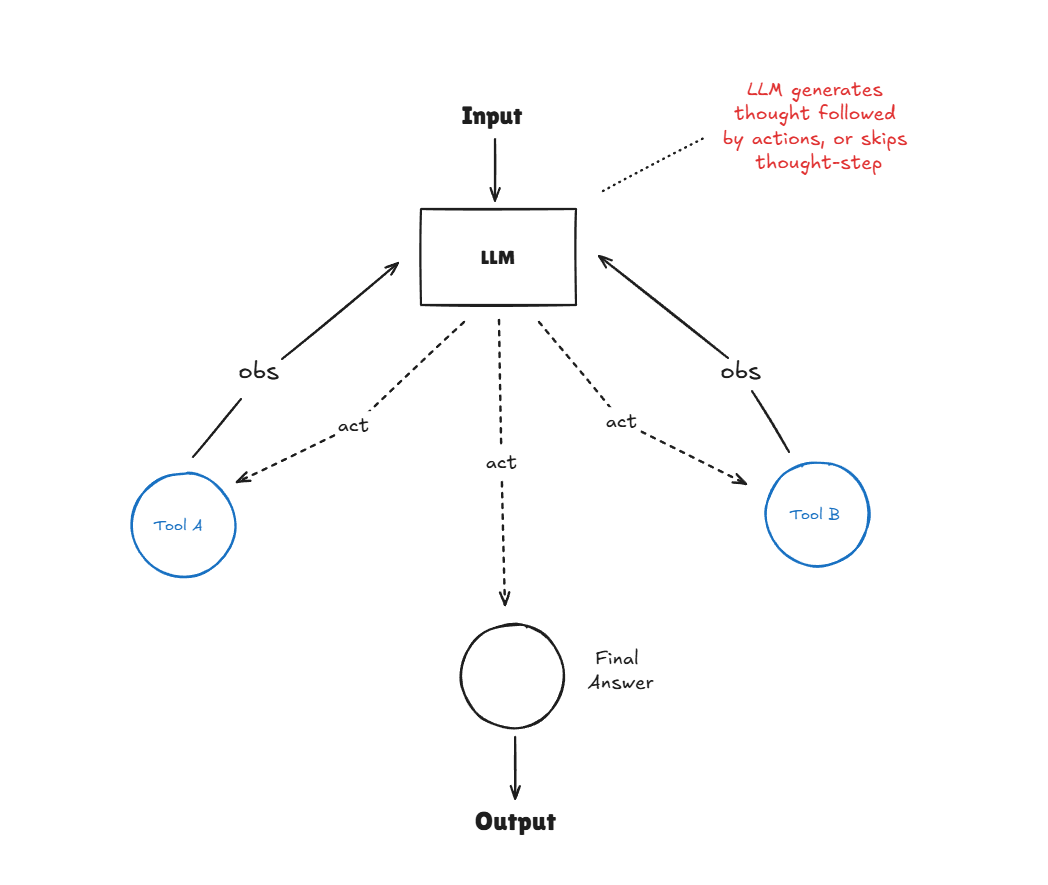 LLM generates
thought followed
by actions, or skips
thought-step
Input
LLM
obs
obs
act
act
act
Tool A
Tool B
Final
Answer
Output